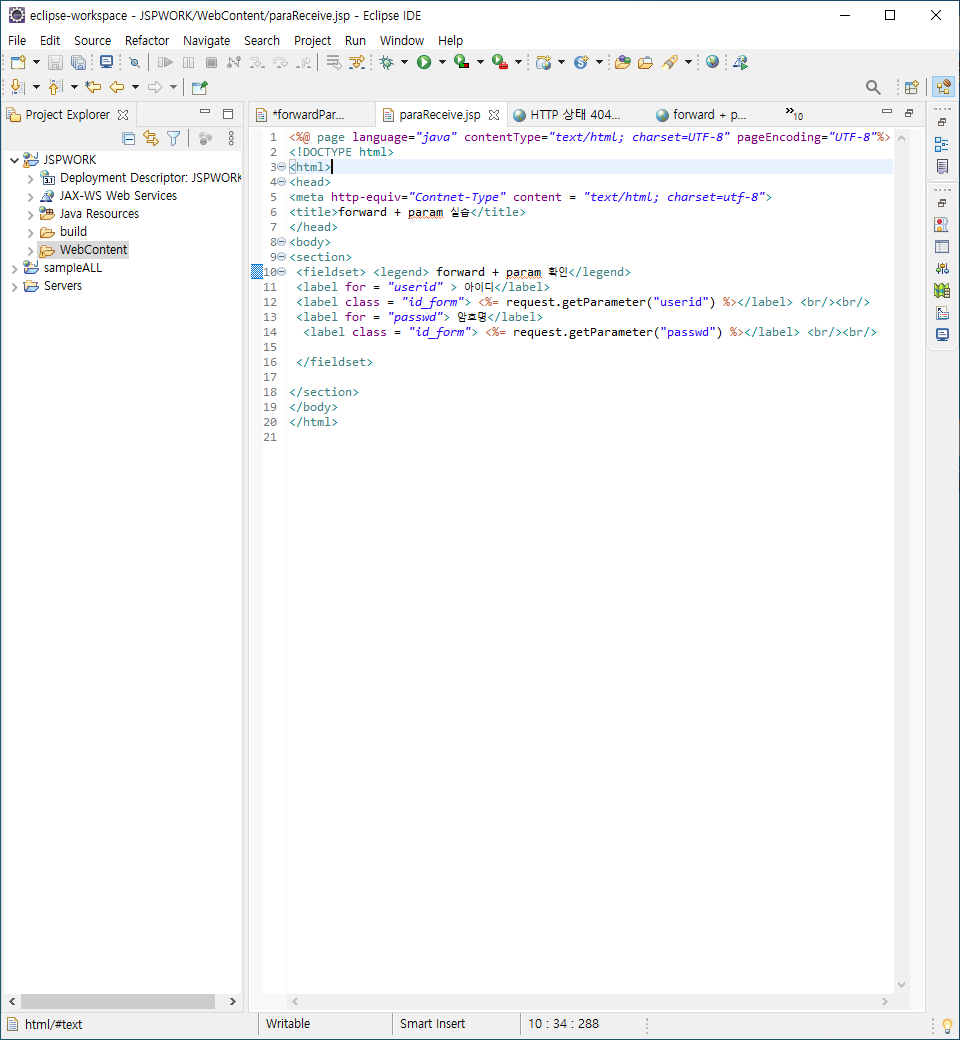 eclipse-workspace - JSPWORK/WebContent/paraReceive.jsp - Eclipse IDE
File Edit Source Refactor Navigate Search Project Run Window Help
Project Explorer
*forwardPar... paraReceive.jsp HTTP 상태 404... forward + p... »10
JSPWORK
Deployment Descriptor: JSPWORK
JAX-WS Web Services
Java Resources
build
WebContent
sampleALL
Servers
1 <%@ page language="java" contentType="text/html; charset=UTF-8" pageEncoding="UTF-8"%>
2 <!DOCTYPE html>
3 <html>
4 <head>
5 <meta http-equiv="Contnet-Type" content = "text/html; charset=utf-8">
6 <title>forward + param 실습</title>
7 </head>
8 <body>
9 <section>
10 <fieldset> <legend> forward + param 확인</legend>
11 <label for = "userid" > 아이디</label>
12 <label class = "id_form"> <%= request.getParameter("userid") %></label> <br/><br/>
13 <label for = "passwd"> 암호명</label>
14 <label class = "id_form"> <%= request.getParameter("passwd") %></label> <br/><br/>
15
16 </fieldset>
17
18 </section>
19 </body>
20 </html>
21
html/#text Writable Smart Insert 10 : 34 : 288